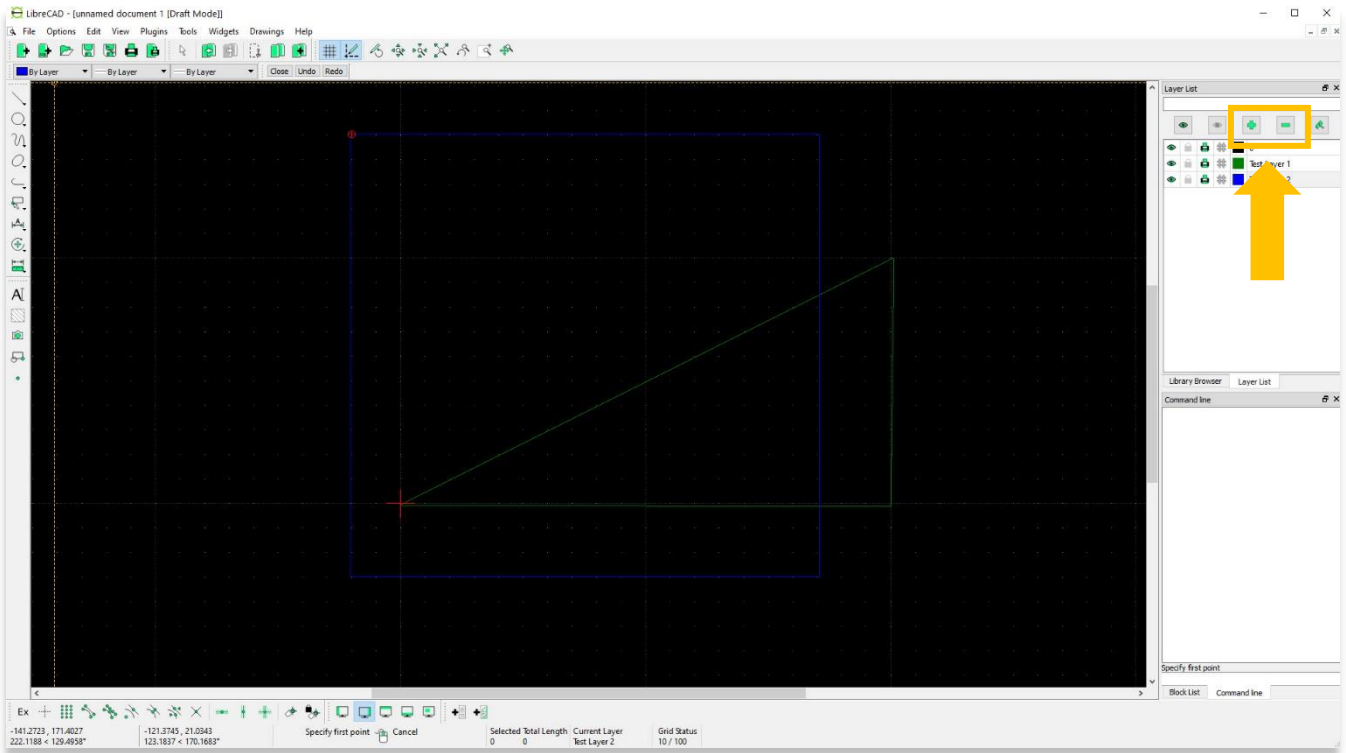 LibreCAD - [unnamed document 1 [Draft Mode]]
File Options Edit View Plugins Tools Widgets Drawings Help
By Layer By Layer By Layer Close Undo Redo
Layer List
Test Layer 1
2
Library Browser Layer List
Command line
Specify first point
Block List Command line
Ex
-141.2723 , 171.4027 -121.3745 , 21.0343 Specify first point Cancel Selected Total Length Current Layer Grid Status
222.1188 < 129.4958° 123.1837 < 170.1683° 0 0 Test Layer 2 10 / 100